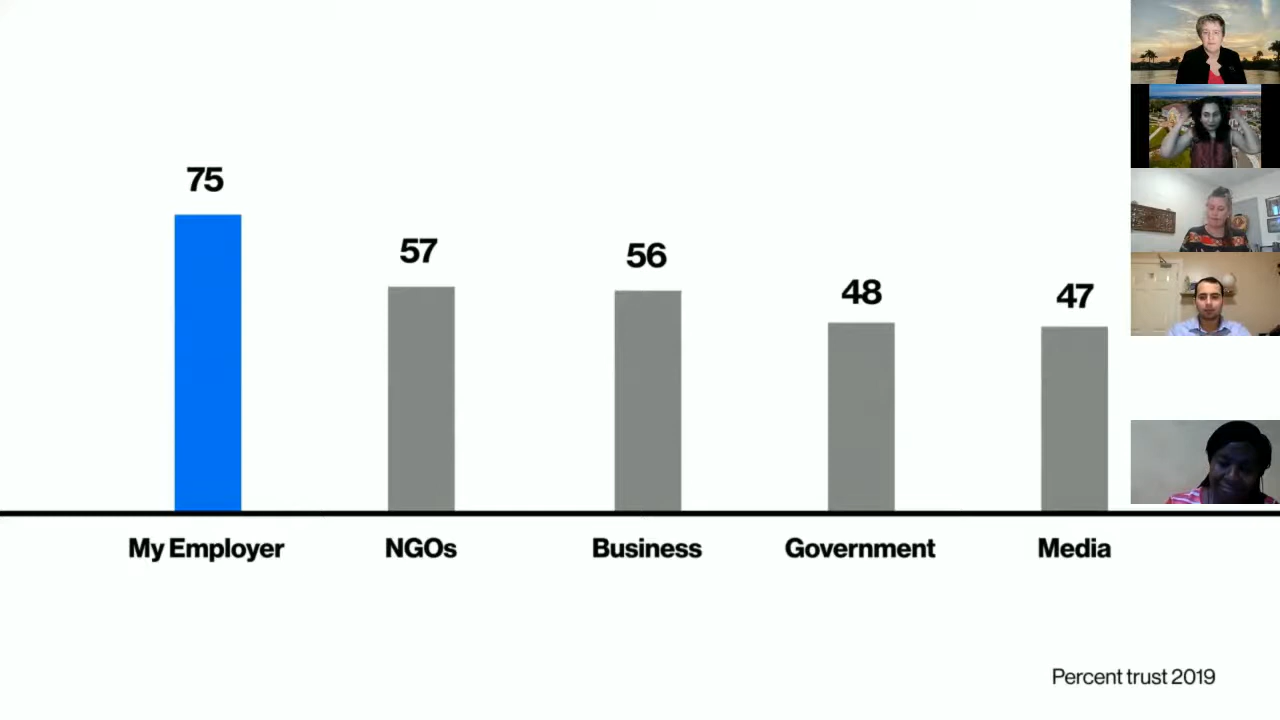 75
57
56
48
47
My Employer
NGOs
Business
Government
Media
Percent trust 2019